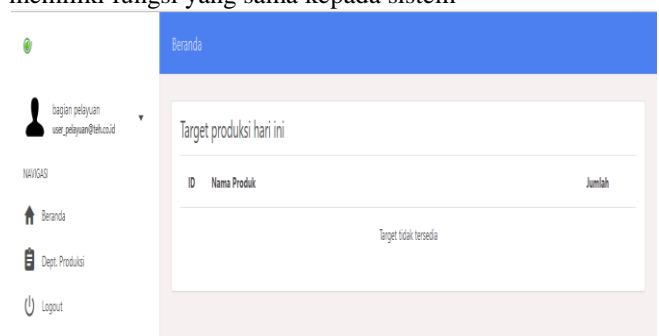 memiliki fungsi yang sama kepada sistem
Beranda
bagian pelayuan
user_pelayuan@teh.co.id
NAVIGASI
Beranda
Dept. Produksi
Logout
Target produksi hari ini
ID Nama Produk Jumlah
Target tidak tersedia